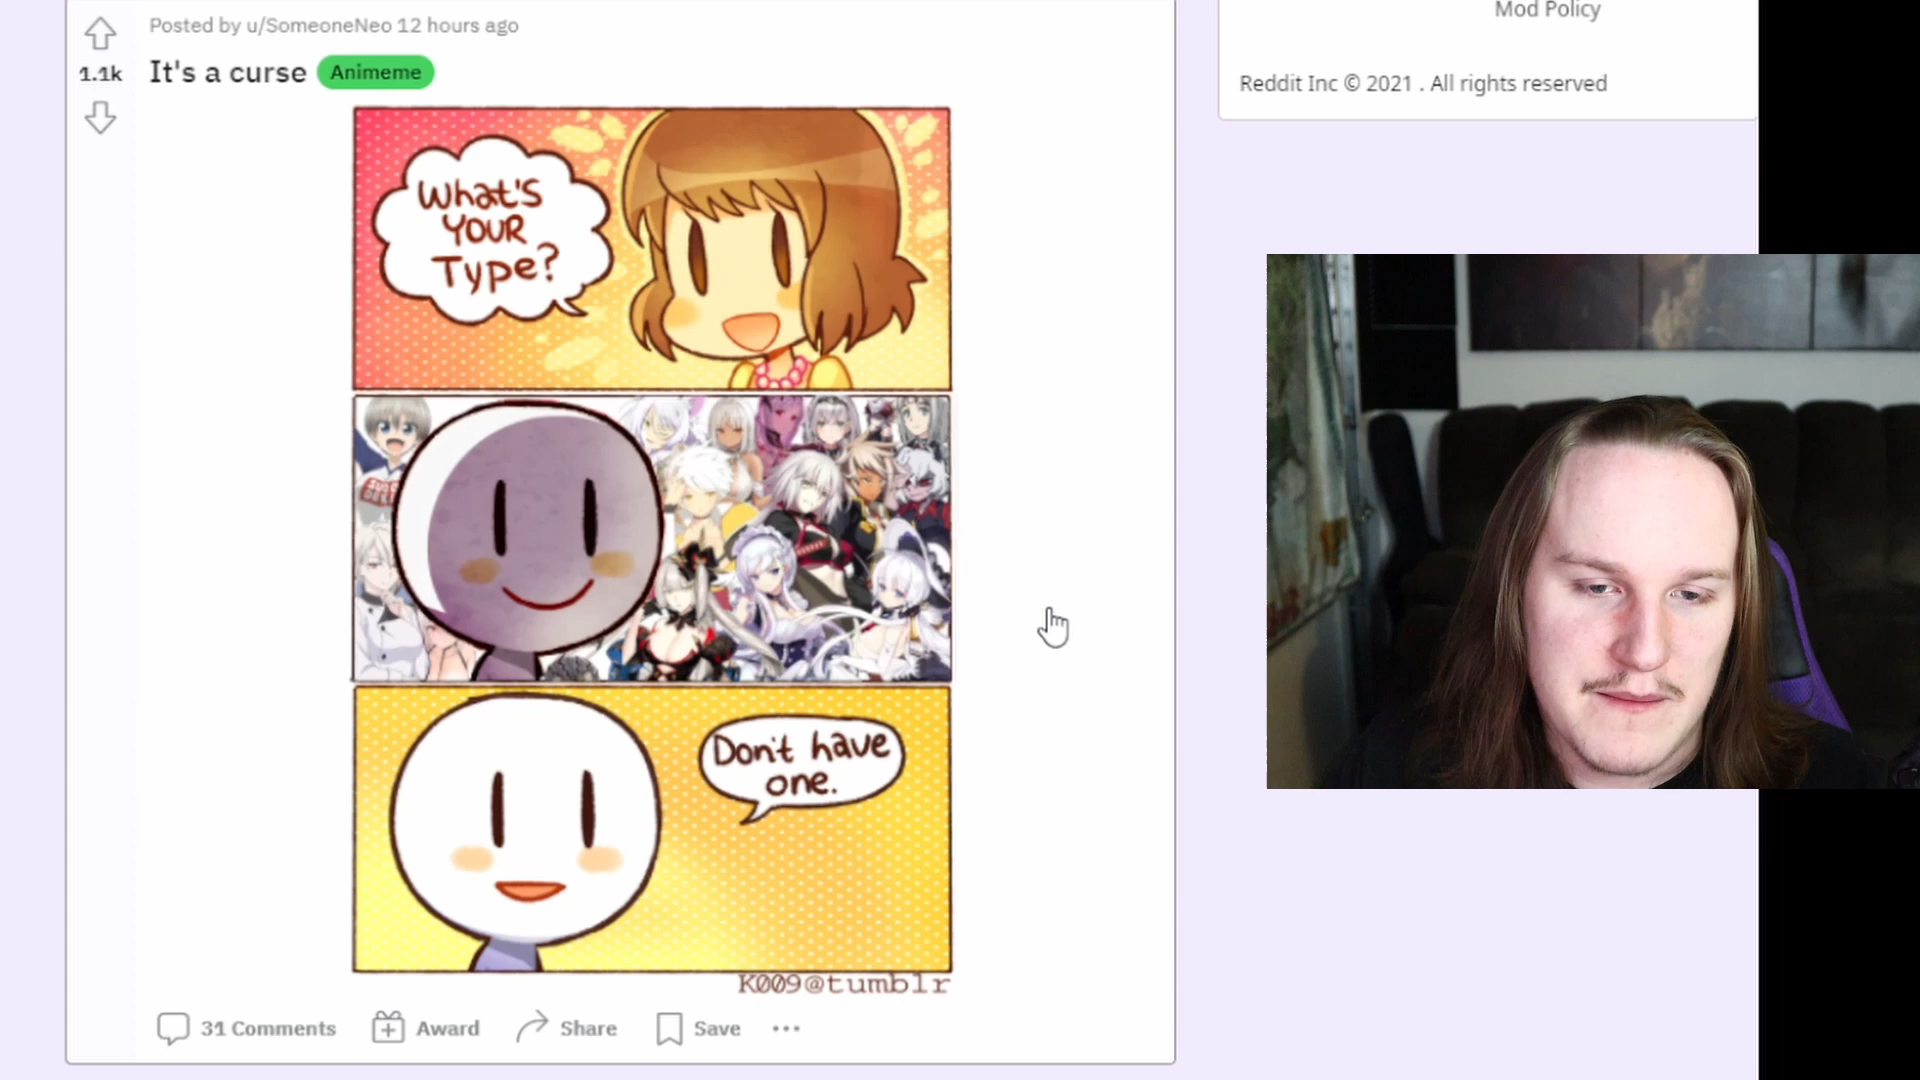 Posted by u/SomeoneNeo 12 hours ago
1.1k
It's a curse Animeme
What's
YOUR
Type?
Don't have
one.
K009@tumblr
31 Comments Award Share Save
Mod Policy
Reddit Inc © 2021 . All rights reserved